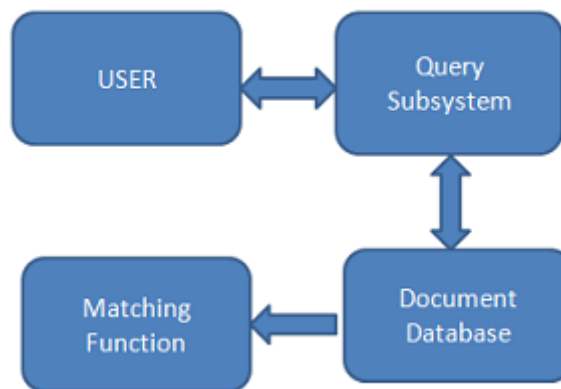 USER
Query
Subsystem
Matching
Function
Document
Database